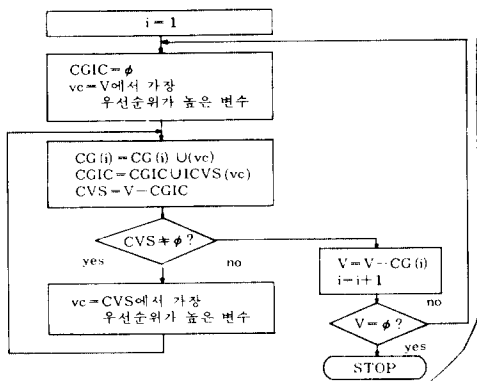 i = 1
CGIC = ϕ
vc = V에서 가장
우선순위가 높은 변수
CG(i) = CG(i) ∪(vc)
CGIC = CGIC∪ICVS(vc)
CVS = V − CGIC
CVS ≠ ϕ ?
yes
no
vc = CVS에서 가장
우선순위가 높은 변수
V = V − CG(i)
i = i + 1
no
V = ϕ ?
yes
STOP